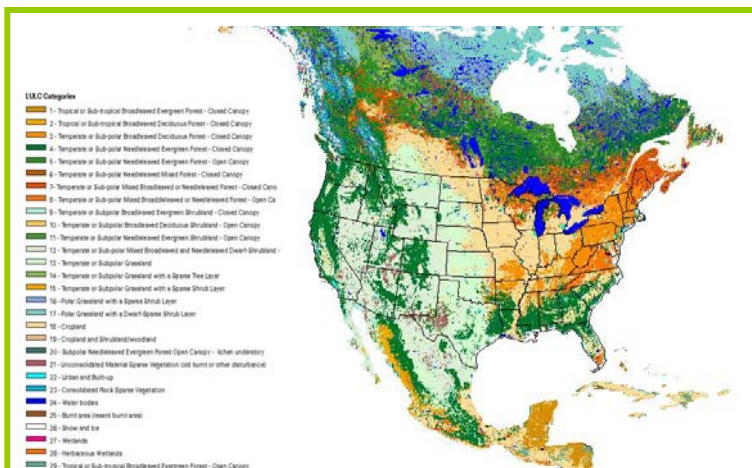 LULC Categories
1 - Tropical or Sub-tropical Broadleaved Evergreen Forest - Closed Canopy
2 - Tropical or Sub-tropical Broadleaved Deciduous Forest - Closed Canopy
3 - Temperate or Sub-polar Broadleaved Deciduous Forest - Closed Canopy
4 - Temperate or Sub-polar Needleleaved Evergreen Forest - Closed Canopy
5 - Temperate or Sub-polar Needleleaved Evergreen Forest - Open Canopy
6 - Temperate or Sub-polar Needleleaved Mixed Forest - Closed Canopy
7- Temperate or Sub-polar Mixed Broadleaved or Needleleaved Forest - Closed Cano
8 - Temperate or Sub-polar Mixed Broaddleleaved or Needleleaved Forest - Open Ca
9 - Temperate or Subpolar Broadleaved Evergreen Shrubland - Closed Canopy
10 - Temperate or Subpolar Broadleaved Deciduous Shrubland - Open Canopy
11 - Temperate or Subpolar Needleleaved Evergreen Shrubland - Open Canopy
12 - Temperate or Sub-polar Mixed Broadleaved and Needleleaved Dwarf-Shrubland -
13 - Temperate or Subpolar Grassland
14 - Temperate or Subpolar Grassland with a Sparse Tree Layer
15 - Temperate or Subpolar Grassland with a Sparse Shrub Layer
16 - Polar Grassland with a Sparse Shrub Layer
17 - Polar Grassland with a Dwarf-Sparse Shrub Layer
18 - Cropland
19 - Cropland and Shrubland/woodland
20 - Subpolar Needleleaved Evergreen Forest Open Canopy - lichen understory
21 - Unconsolidated Material Sparse Vegetation (old burnt or other disturbance)
22 - Urban and Built-up
23 - Consolidated Rock Sparse Vegetation
24 - Water bodies
25 - Burnt area (resent burnt area)
26 - Snow and Ice
27 - Wetlands
28 - Herbaceous Wetlands
29 - Tropical or Sub-tropical Broadleaved Evergreen Forest - Open Canopy